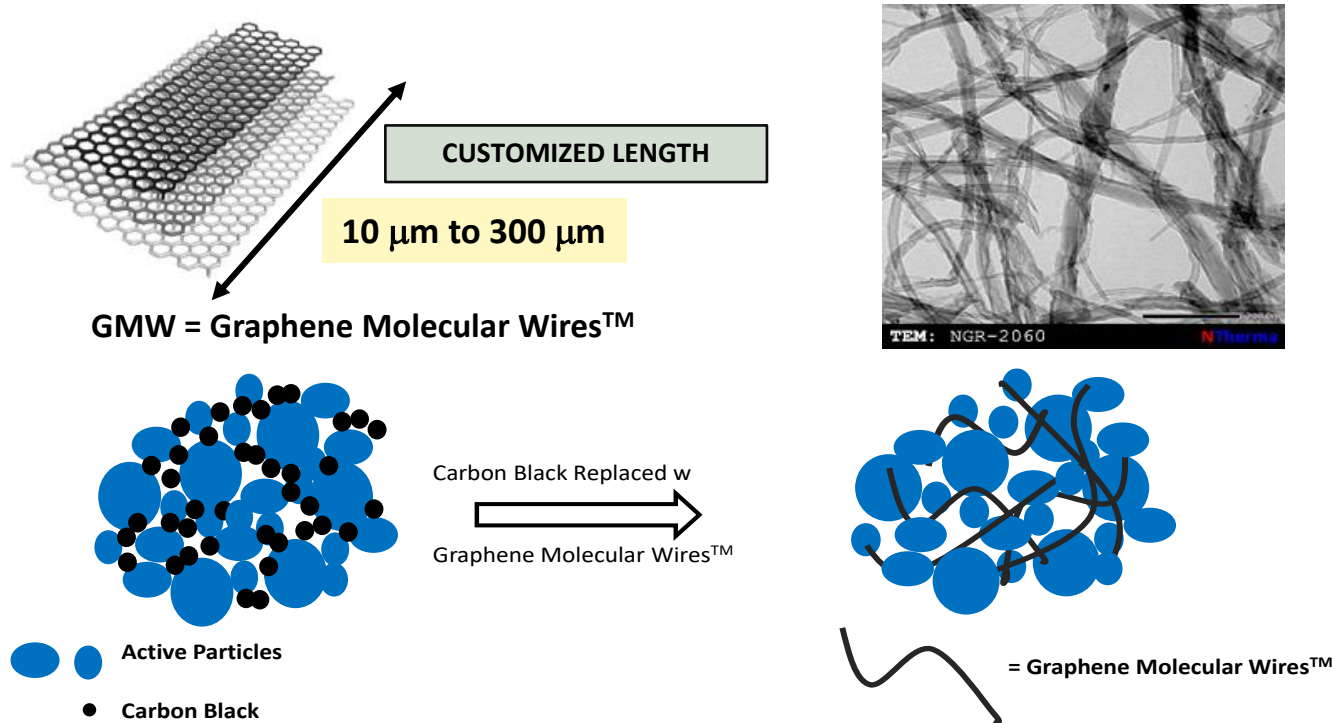 CUSTOMIZED LENGTH
10 μm to 300 μm
GMW = Graphene Molecular Wires™
TEM: NGR-2060 NTherma
Carbon Black Replaced w
Graphene Molecular Wires™
Active Particles
Carbon Black
= Graphene Molecular Wires™